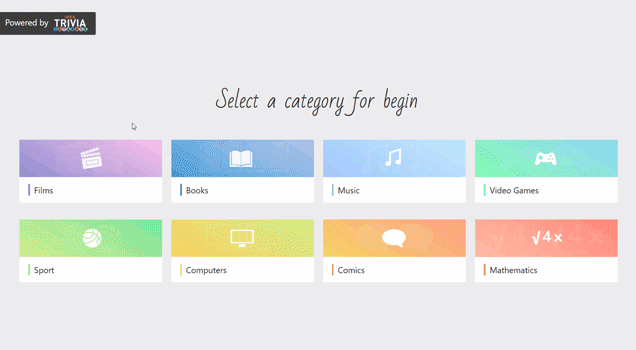 Powered by
TRIVIA
Select a category for begin
Films
Books
Music
Video Games
√4×
Sport
Computers
Comics
Mathematics